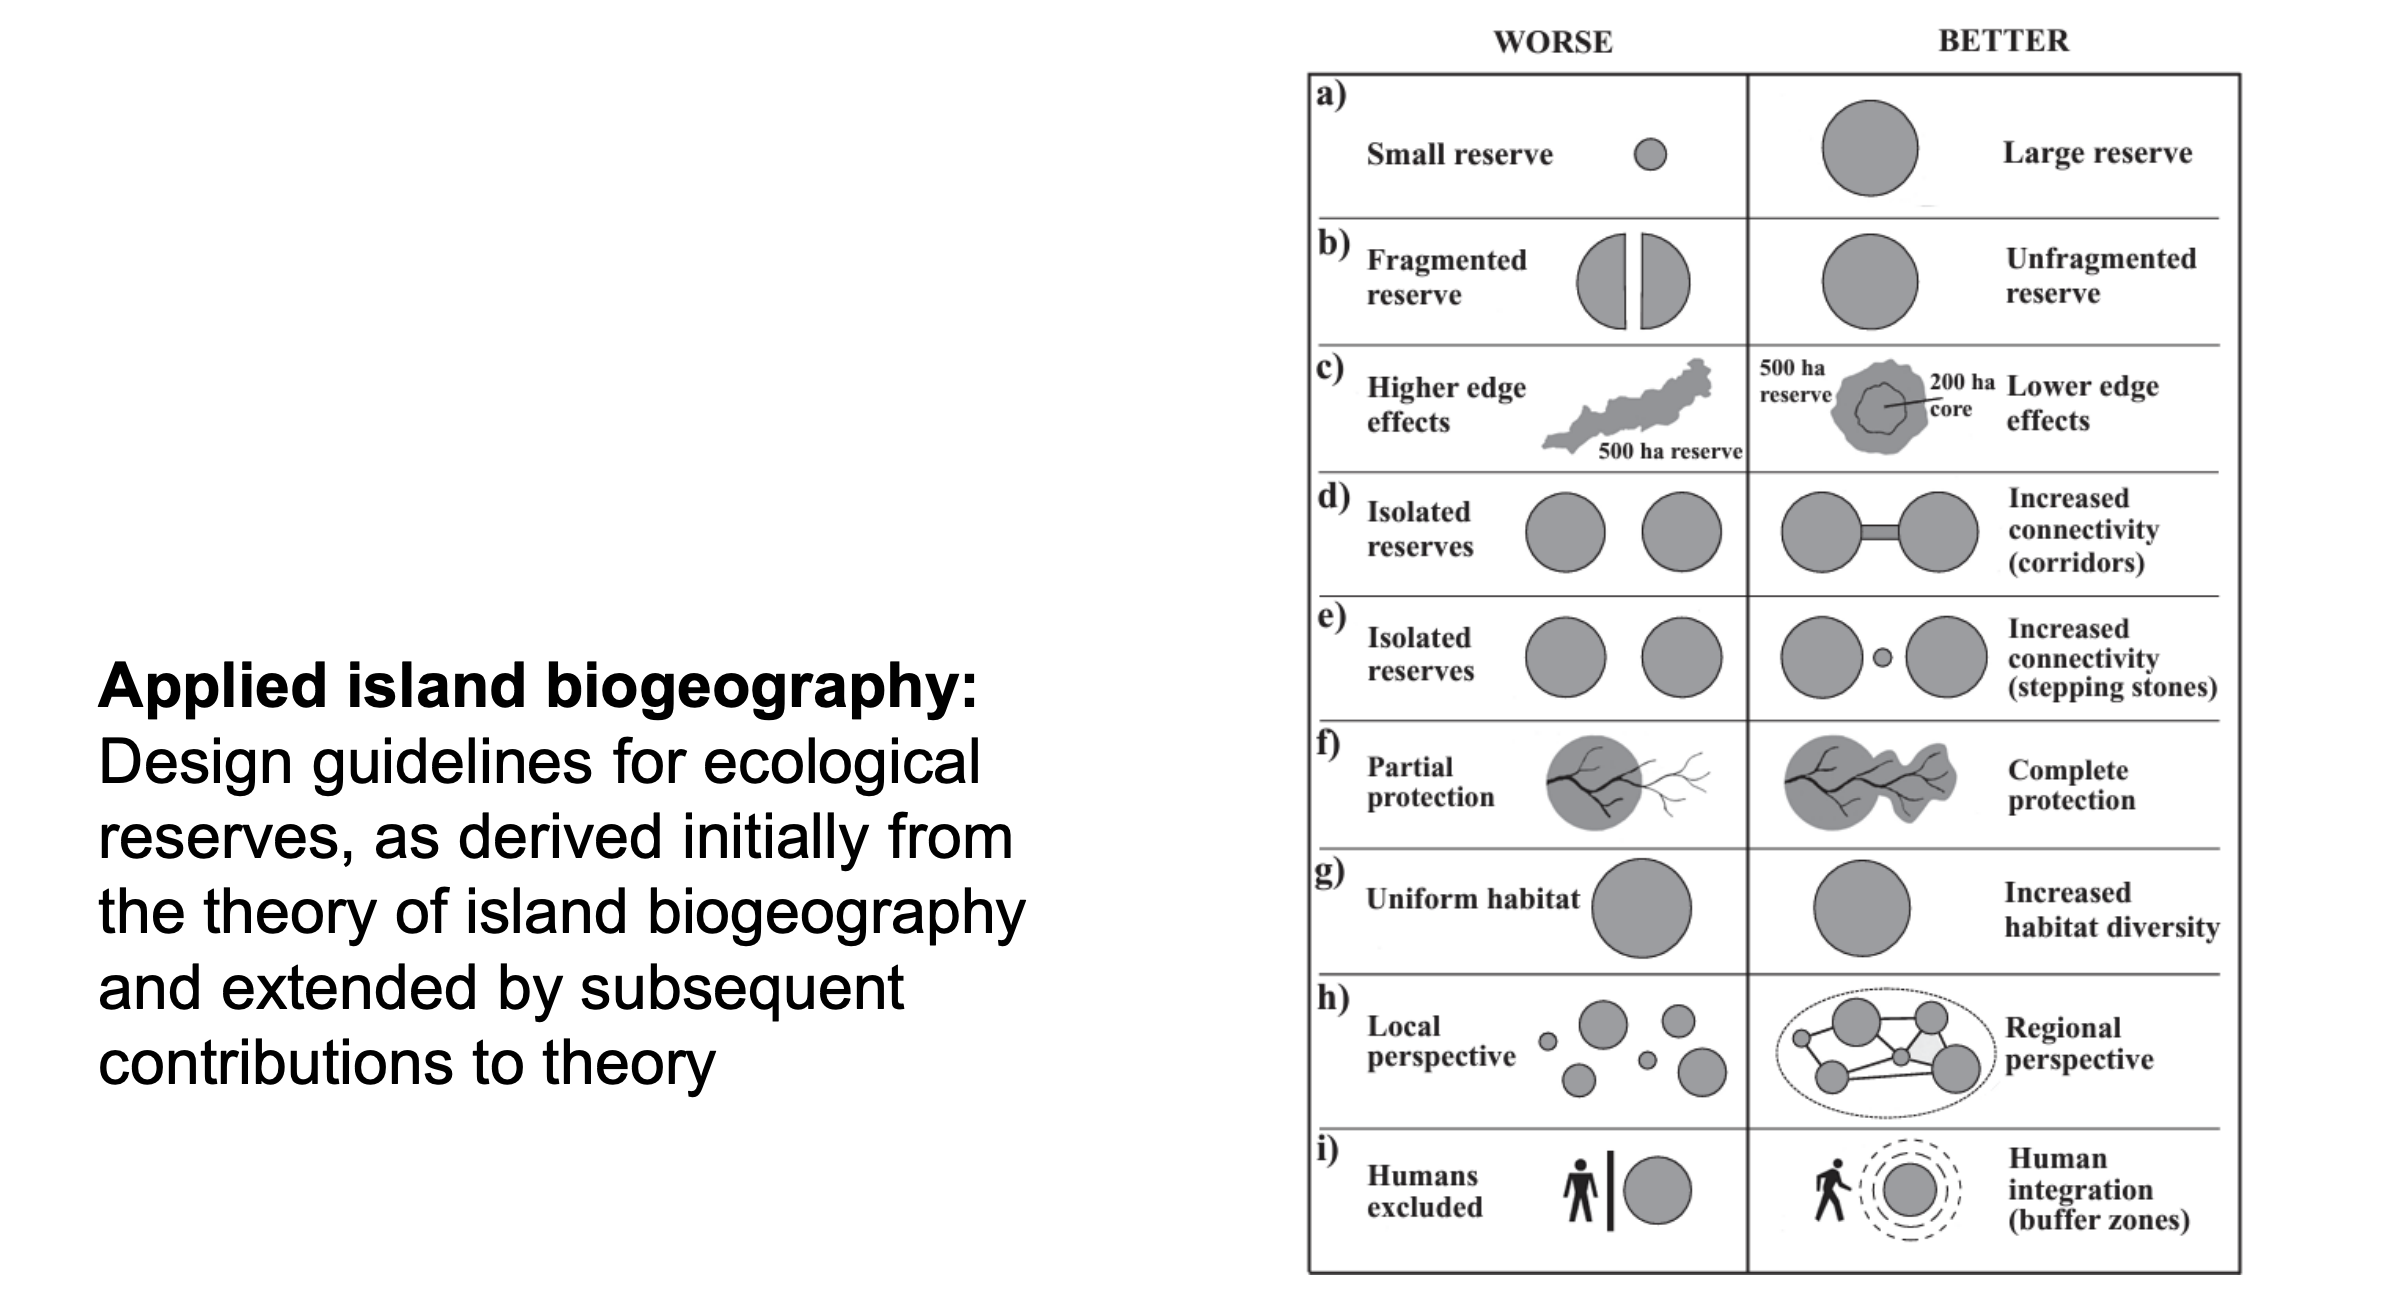 Applied island biogeography:
Design guidelines for ecological
reserves, as derived initially from
the theory of island biogeography
and extended by subsequent
contributions to theory
WORSE
BETTER
a)
Small reserve
Large reserve
b)
Fragmented
reserve
Unfragmented
reserve
c)
Higher edge
effects
500 ha reserve
500 ha
reserve
200 ha
core
Lower edge
effects
d)
Isolated
reserves
Increased
connectivity
(corridors)
e)
Isolated
reserves
Increased
connectivity
(stepping stones)
f)
Partial
protection
Complete
protection
g)
Uniform habitat
Increased
habitat diversity
h)
Local
perspective
Regional
perspective
i)
Humans
excluded
Human
integration
(buffer zones)